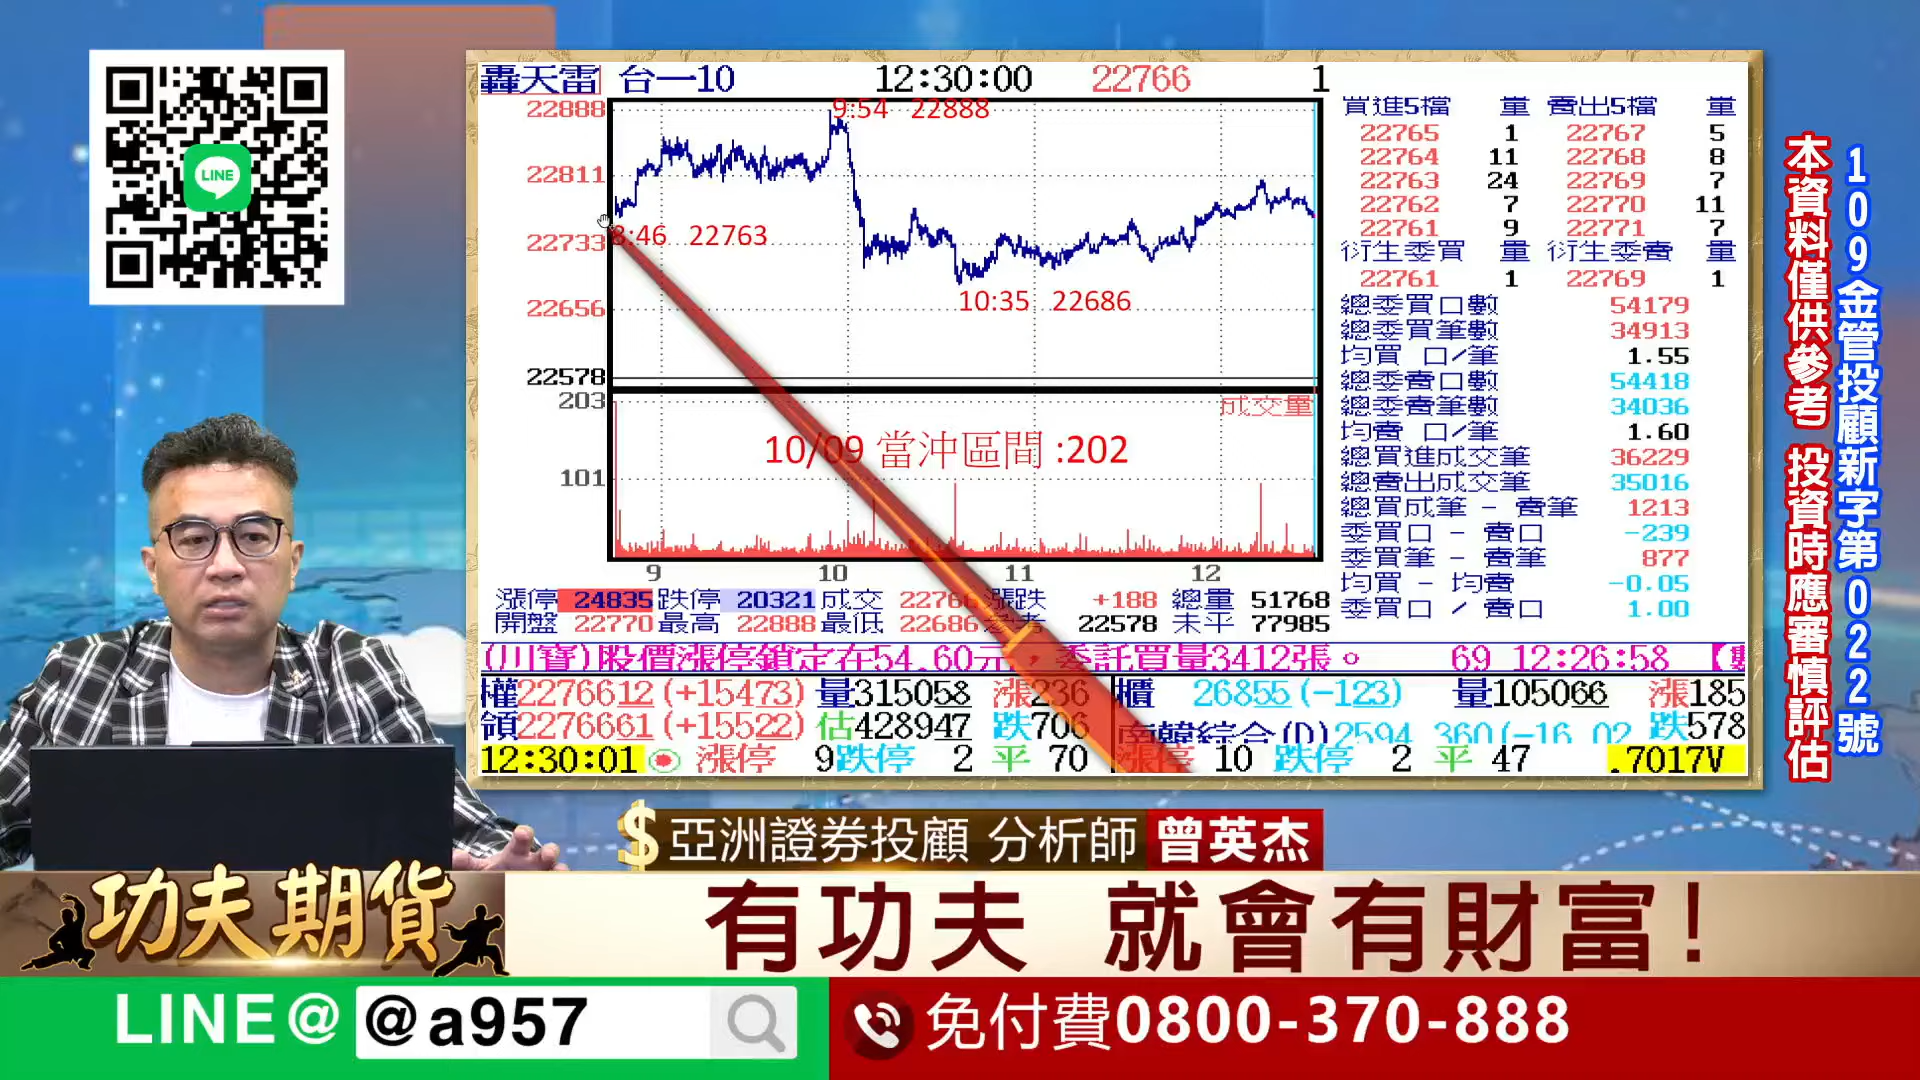 LINE
轟天雷 台一10 12:30:00 22766 1
22888
22811
22733
22656
22578
203
101
9:54 22888
8:46 22763
10:35 22686
成交量
10/09 當沖區間 :202
9 10 11 12
買進5檔 量 賣出5檔 量
22765 1 22767 5
22764 11 22768 8
22763 24 22769 7
22762 7 22770 11
22761 9 22771 7
衍生委買 量 衍生委賣 量
22761 1 22769 1
總委買口數 54179
總委買筆數 34913
均買 口/筆 1.55
總委賣口數 54418
總委賣筆數 34036
均賣 口/筆 1.60
總買進成交筆 36229
總賣出成交筆 35016
總買成筆 - 賣筆 1213
委買口 - 賣口 -239
委買筆 - 賣筆 877
均買 - 均賣 -0.05
委買口 / 賣口 1.00
漲停 24835 跌停 20321 成交 22766 漲跌 +188 總量 51768
開盤 22770 最高 22888 最低 22686 參考 22578 未平 77985
(川寶)股價漲停鎖定在54.60元，委託買量3412張。 69 12:26:58
權2276612(+15473) 量315058 漲236 櫃 26855(-123) 量105066 漲185
領2276661(+15522) 估428947 跌706 南韓綜合(D)2594.360(-16.02 跌578
12:30:01 漲停 9 跌停 2 平 70 漲停 10 跌停 2 平 47 .7017V
本資料僅供參考 投資時應審慎評估
109金管投顧新字第022號
$亞洲證券投顧 分析師 曾英杰
功夫期貨
有功夫 就會有財富!
LINE@ @a957
免付費0800-370-888